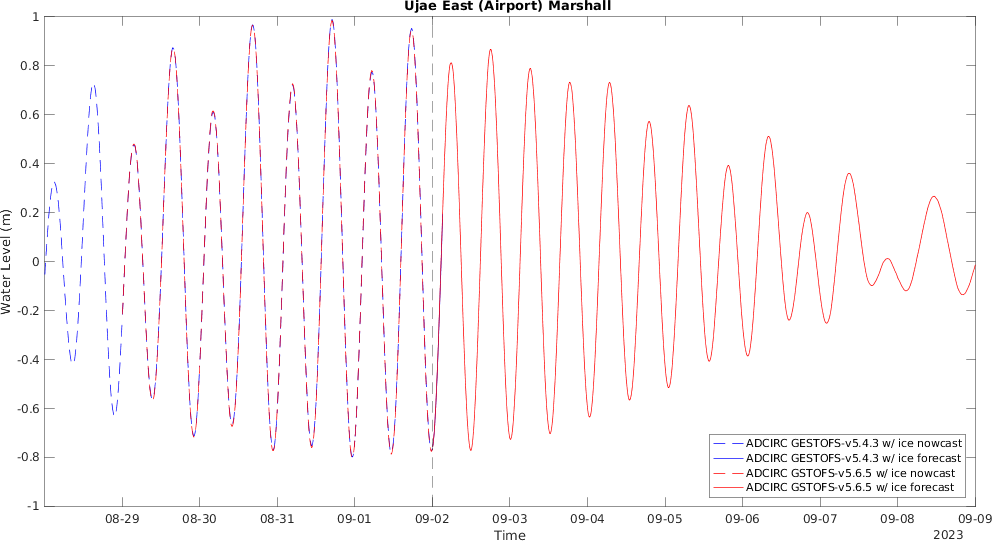 Ujae East (Airport) Marshall
1
0.8
0.6
0.4
0.2
0
-0.2
-0.4
-0.6
-0.8
-1
Water Level (m)
ADCIRC GESTOFS-v5.4.3 w/ ice nowcast
ADCIRC GESTOFS-v5.4.3 w/ ice forecast
ADCIRC GSTOFS-v5.6.5 w/ ice nowcast
ADCIRC GSTOFS-v5.6.5 w/ ice forecast
08-29 08-30 08-31 09-01 09-02 09-03 09-04 09-05 09-06 09-07 09-08 09-09
Time
2023